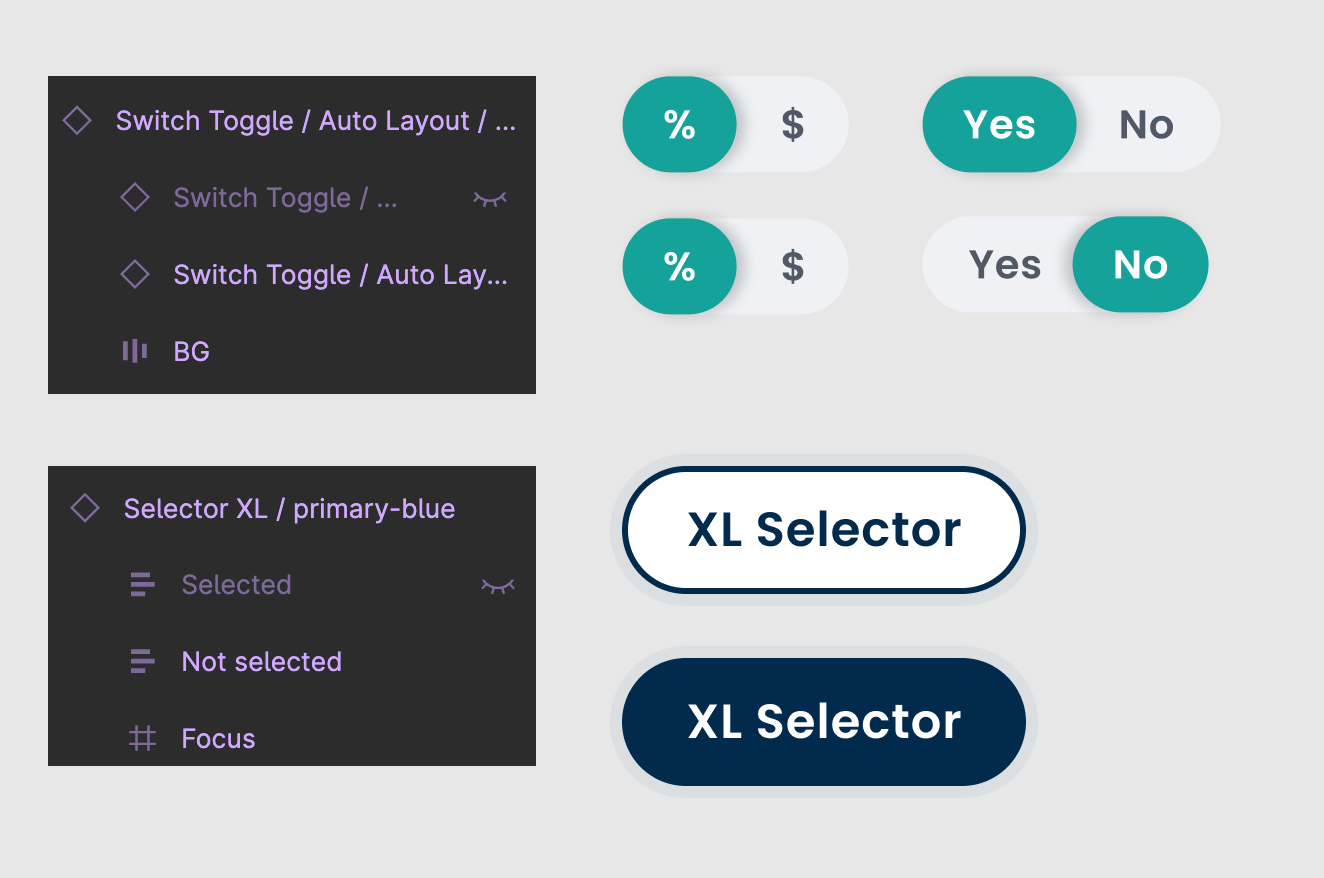 Switch Toggle / Auto Layout / ...
Switch Toggle / ...
Switch Toggle / Auto Lay...
BG
% $
Yes No
% $
Yes No
Selector XL / primary-blue
Selected
Not selected
Focus
XL Selector
XL Selector